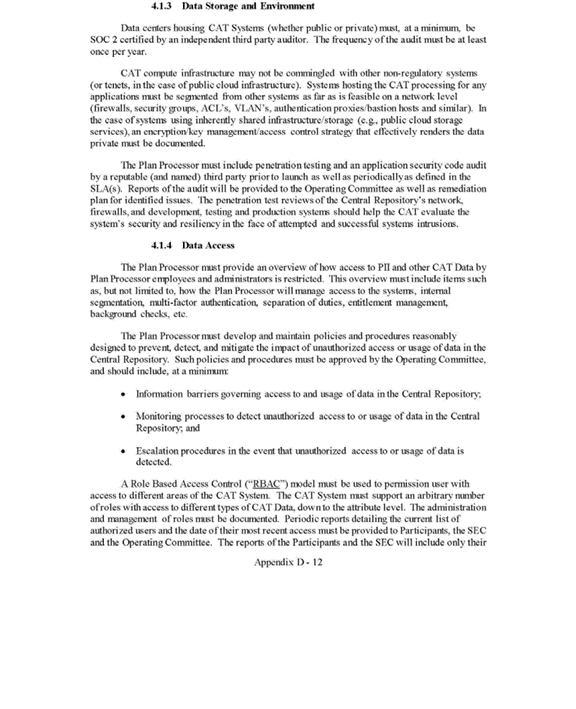 4.1.3 Data Storage and Environment
Data centers housing CAT Systems (whether public or private) must, at a minimum, be
SOC 2 certified by an independent third party auditor. The frequency of the audit must be at least
once per year.
CAT compute infrastructure may not be commingled with other non-regulatory systems
(or tenets, in the case of public cloud infrastructure). Systems hosting the CAT processing for any
applications must be segmented from other systems as far as is feasible on a network level
(firewalls, security groups, ACL's, VLAN's, authentication proxies/bastion hosts and similar). In
the case of systems using inherently shared infrastructure/storage (e.g., public cloud storage
services), an encryption/key management/access control strategy that effectively renders the data
private must be documented.
The Plan Processor must include penetration testing and an application security code audit
by a reputable (and named) third party prior to launch as well as periodically as defined in the
SLA(s). Reports of the audit will be provided to the Operating Committee as well as remediation
plan for identified issues. The penetration test reviews of the Central Repository's network,
firewalls, and development, testing and production systems should help the CAT evaluate the
system's security and resiliency in the face of attempted and successful systems intrusions.
4.1.4 Data Access
The Plan Processor must provide an overview of how access to PII and other CAT Data by
Plan Processor employees and administrators is restricted. This overview must include items such
as, but not limited to, how the Plan Processor will manage access to the systems, internal
segmentation, multi-factor authentication, separation of duties, entitlement management,
background checks, etc.
The Plan Processor must develop and maintain policies and procedures reasonably
designed to prevent, detect, and mitigate the impact of unauthorized access or usage of data in the
Central Repository. Such policies and procedures must be approved by the Operating Committee,
and should include, at a minimum:
• Information barriers governing access to and usage of data in the Central Repository;
• Monitoring processes to detect unauthorized access to or usage of data in the Central
Repository; and
• Escalation procedures in the event that unauthorized access to or usage of data is
detected.
A Role Based Access Control ("RBAC") model must be used to permission user with
access to different areas of the CAT System. The CAT System must support an arbitrary number
of roles with access to different types of CAT Data, down to the attribute level. The administration
and management of roles must be documented. Periodic reports detailing the current list of
authorized users and the date of their most recent access must be provided to Participants, the SEC
and the Operating Committee. The reports of the Participants and the SEC will include only their
Appendix D - 12